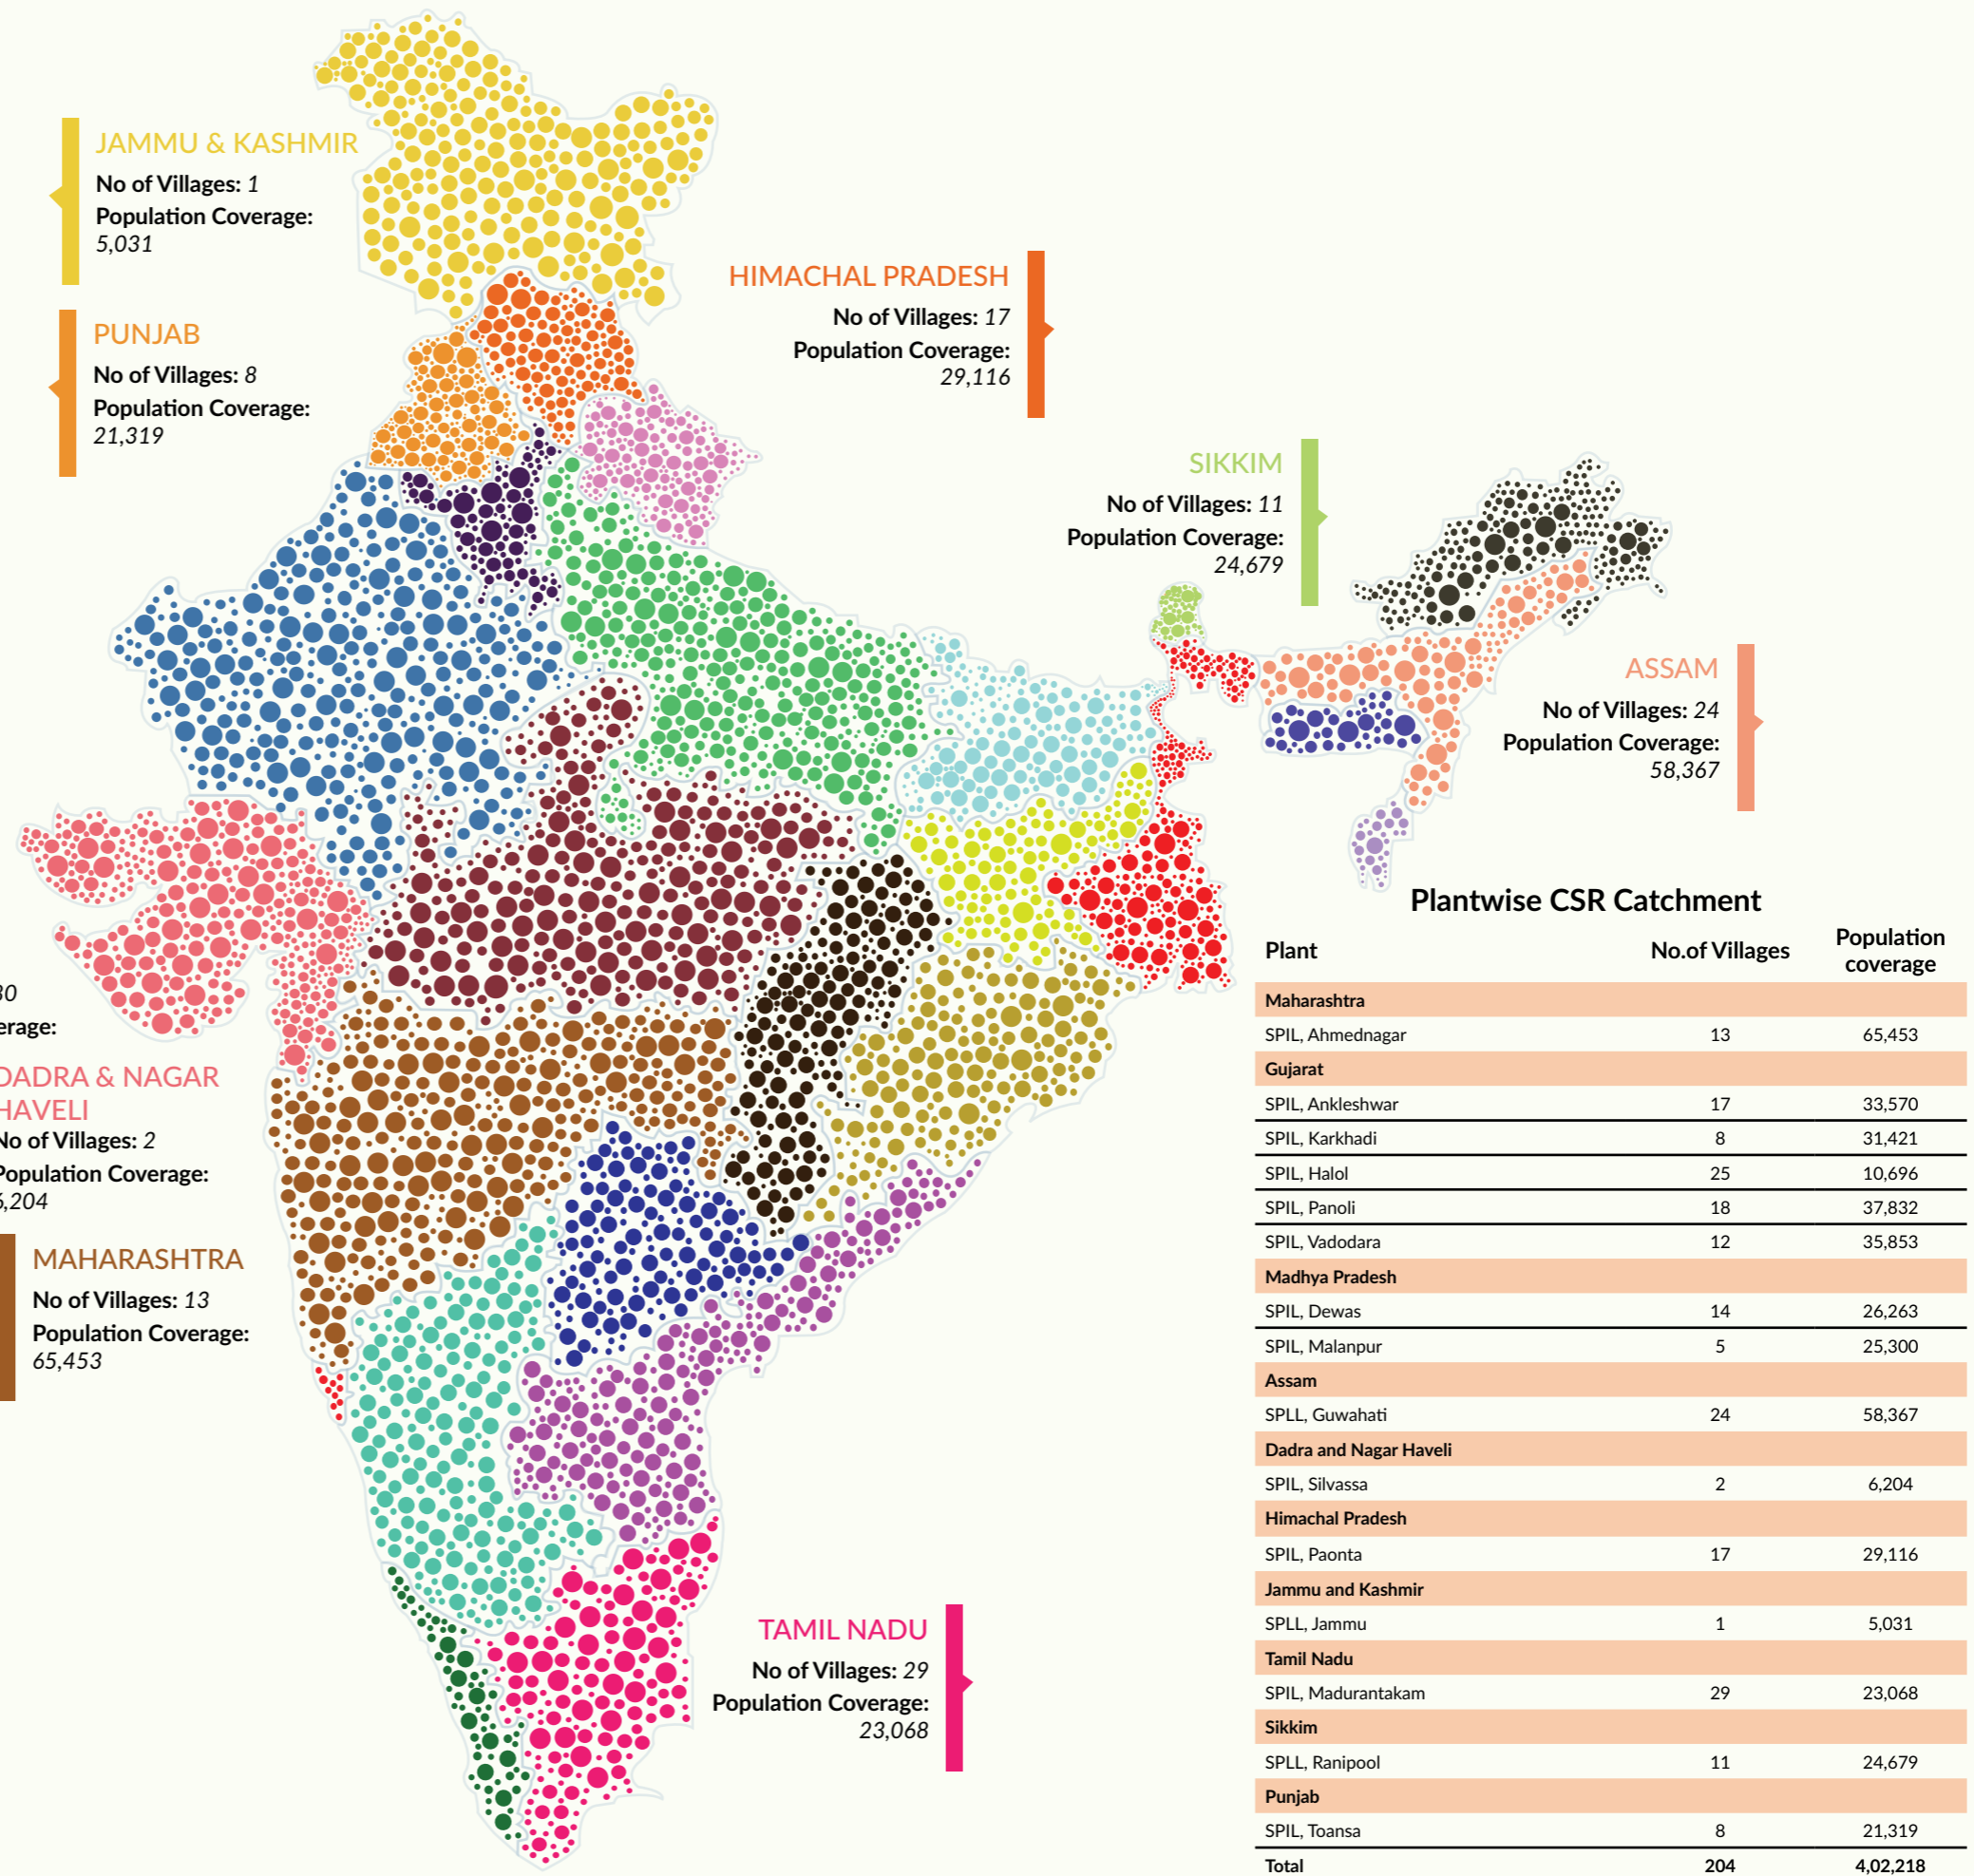 JAMMU & KASHMIR
No of Villages: 1
Population Coverage:
5,031
PUNJAB
No of Villages: 8
Population Coverage:
21,319
HIMACHAL PRADESH
No of Villages: 17
Population Coverage:
29,116
SIKKIM
No of Villages: 11
Population Coverage:
24,679
ASSAM
No of Villages: 24
Population Coverage:
58,367
DADRA & NAGAR
HAVELI
No of Villages: 2
Population Coverage:
6,204
MAHARASHTRA
No of Villages: 13
Population Coverage:
65,453
TAMIL NADU
No of Villages: 29
Population Coverage:
23,068
Plantwise CSR Catchment
Plant No.of Villages Population coverage
Maharashtra
SPIL, Ahmednagar 13 65,453
Gujarat
SPIL, Ankleshwar 17 33,570
SPIL, Karkhadi 8 31,421
SPIL, Halol 25 10,696
SPIL, Panoli 18 37,832
SPIL, Vadodara 12 35,853
Madhya Pradesh
SPIL, Dewas 14 26,263
SPIL, Malanpur 5 25,300
Assam
SPLL, Guwahati 24 58,367
Dadra and Nagar Haveli
SPIL, Silvassa 2 6,204
Himachal Pradesh
SPIL, Paonta 17 29,116
Jammu and Kashmir
SPLL, Jammu 1 5,031
Tamil Nadu
SPIL, Madurantakam 29 23,068
Sikkim
SPLL, Ranipool 11 24,679
Punjab
SPIL, Toansa 8 21,319
Total 204 4,02,218